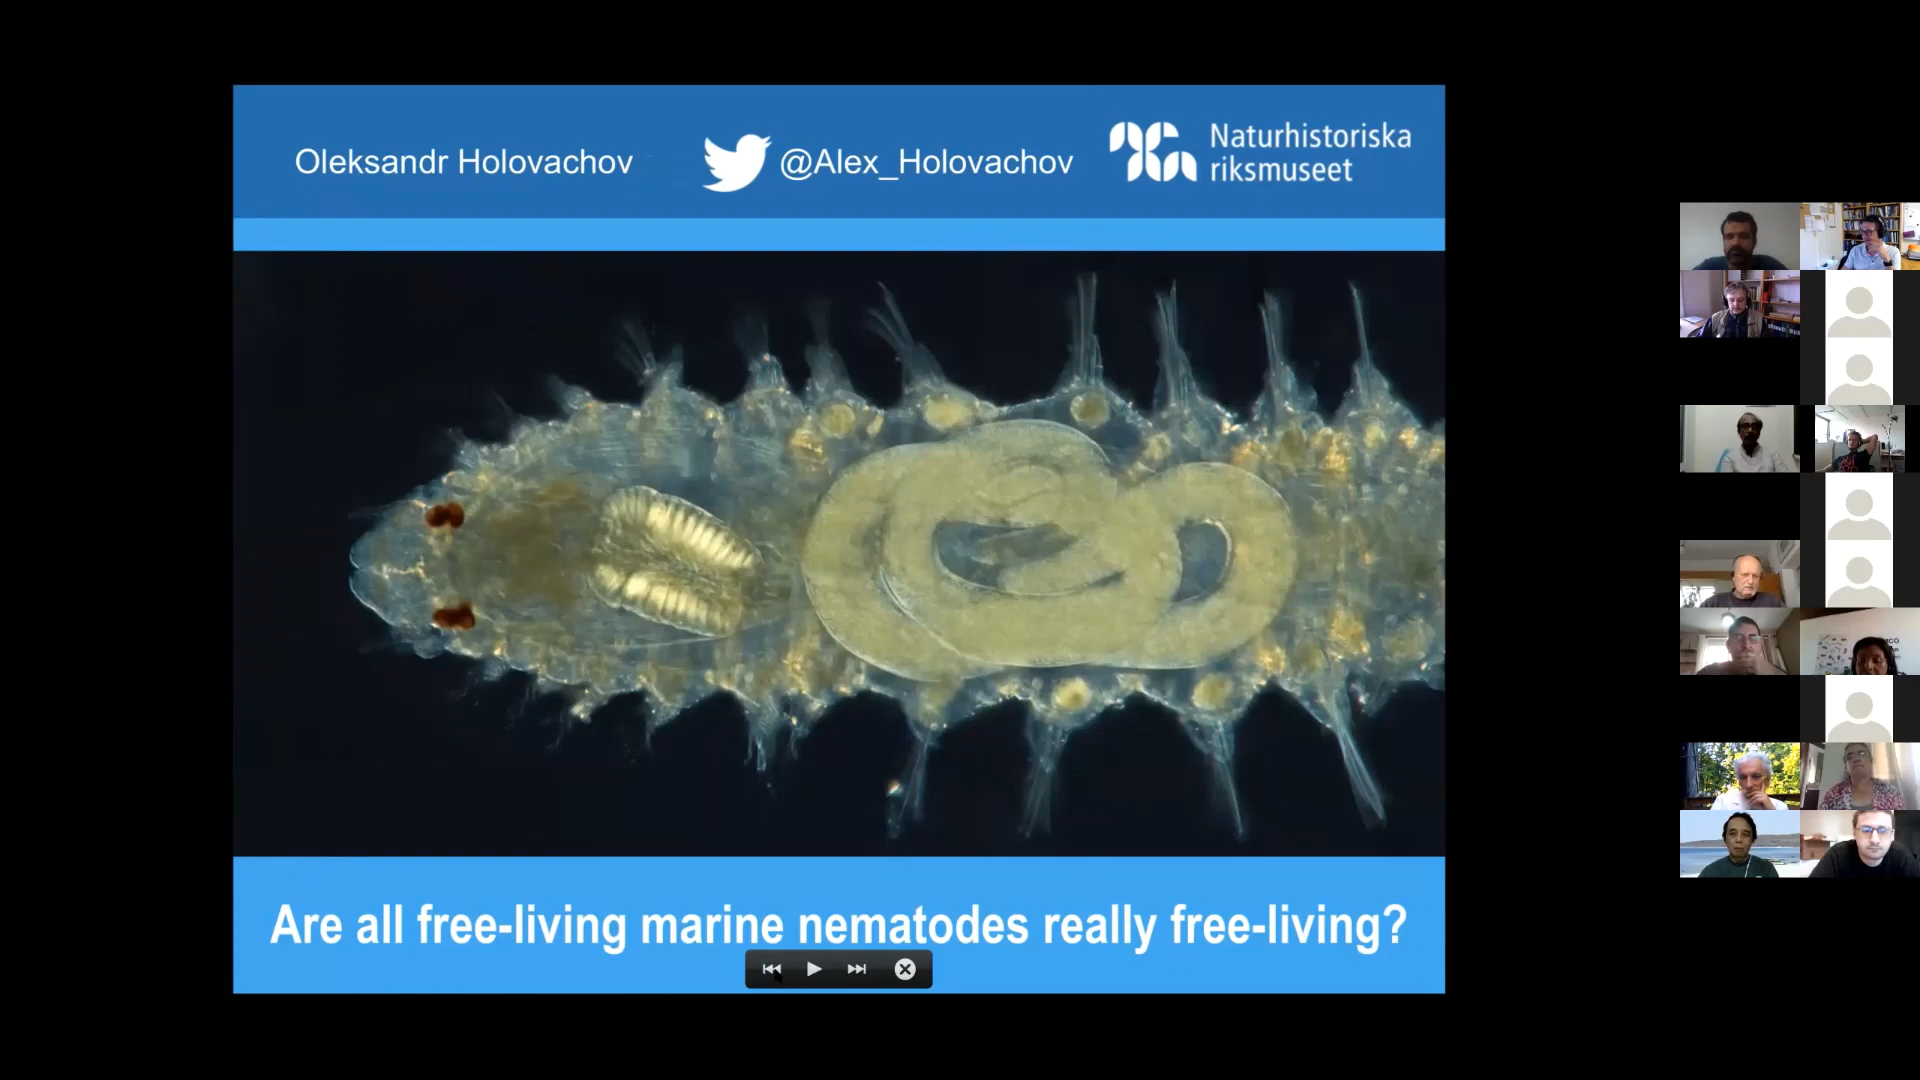 Oleksandr Holovachov
@Alex_Holovachov
Naturhistoriska
riksmuseet
Are all free-living marine nematodes really free-living?